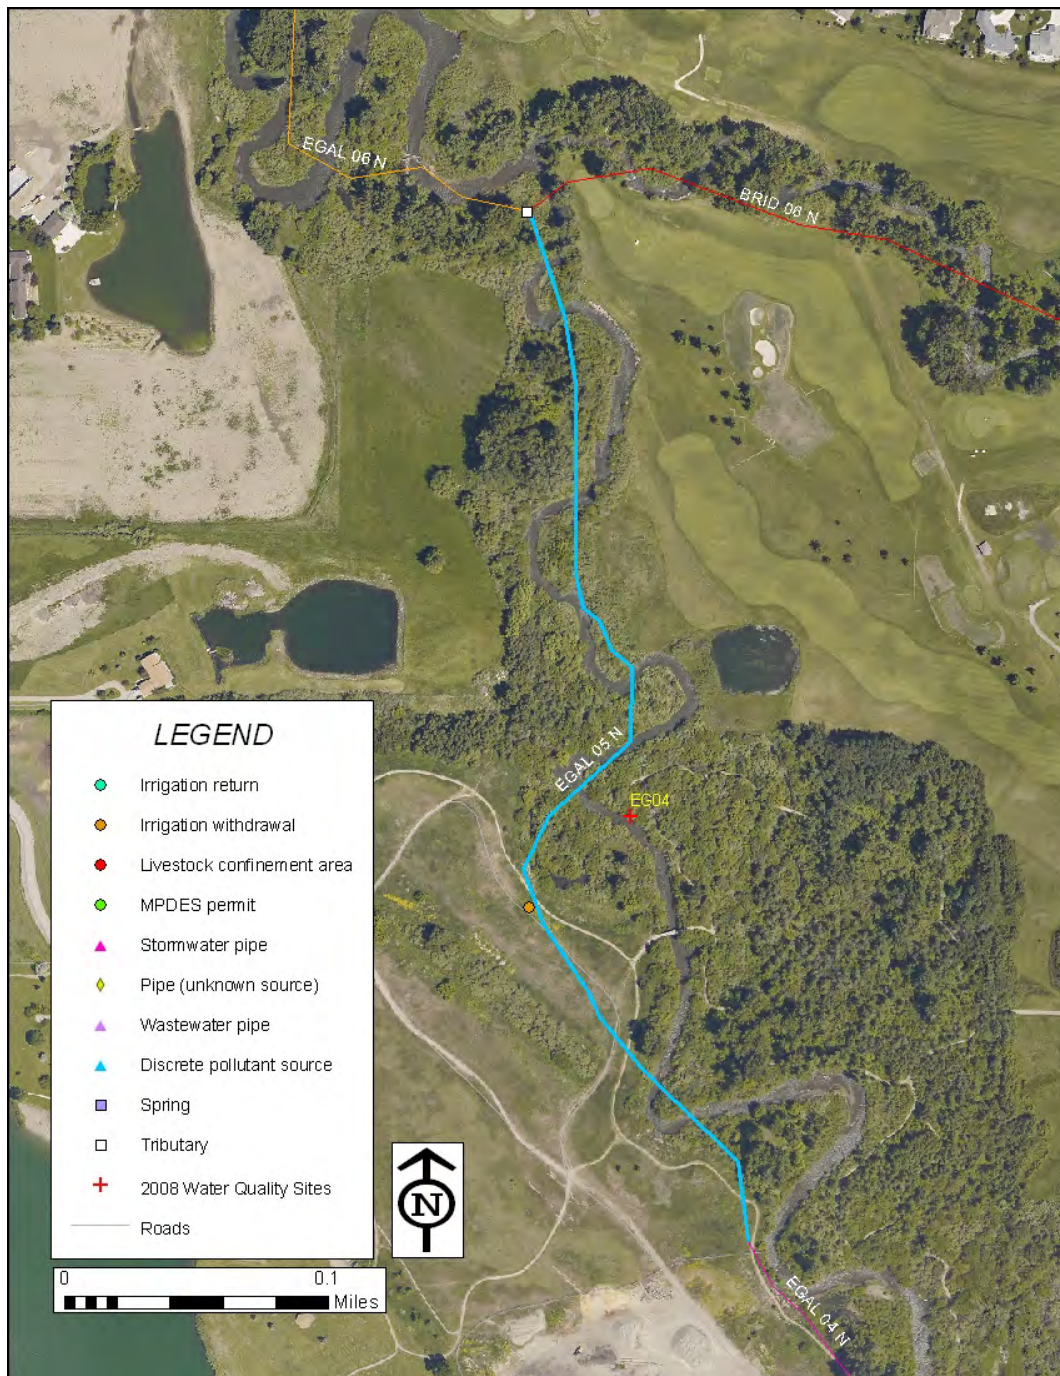 EGAL 06 N
BRID 06 N
EGAL 05 N
EG04
LEGEND
Irrigation return
Irrigation withdrawal
Livestock confinement area
MPDES permit
Stormwater pipe
Pipe (unknown source)
Wastewater pipe
Discrete pollutant source
Spring
Tributary
2008 Water Quality Sites
Roads
N
0 0.1
Miles
EGAL 04 N